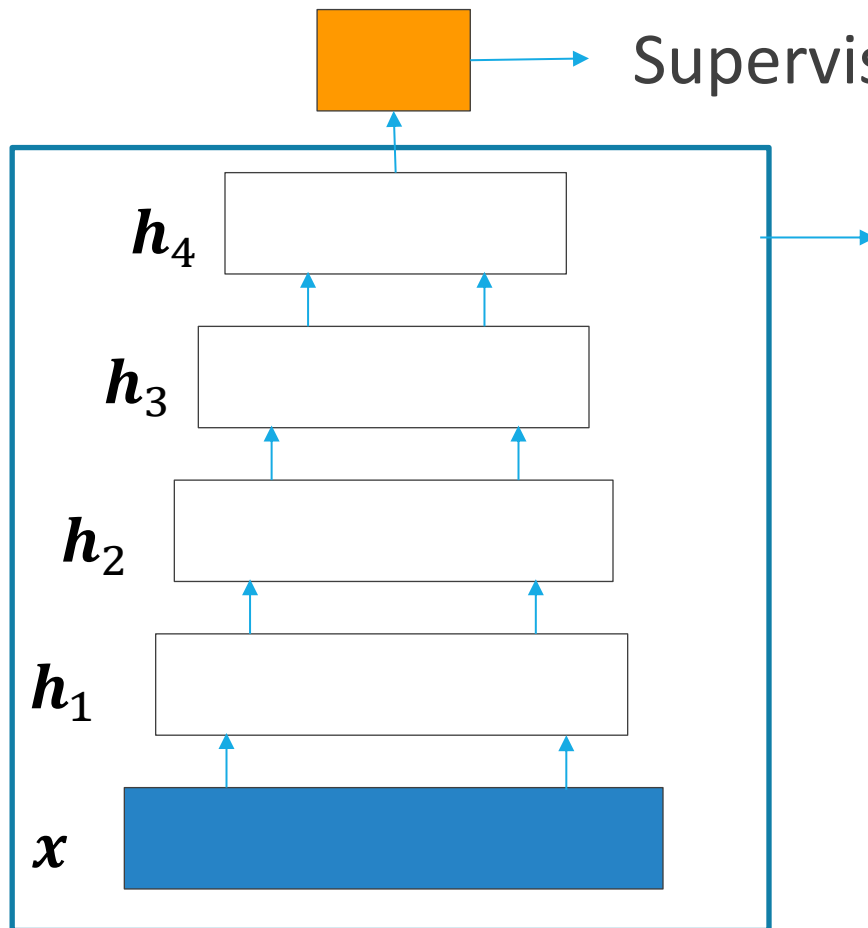 Supervis
h₄
h₃
h₂
h₁
x